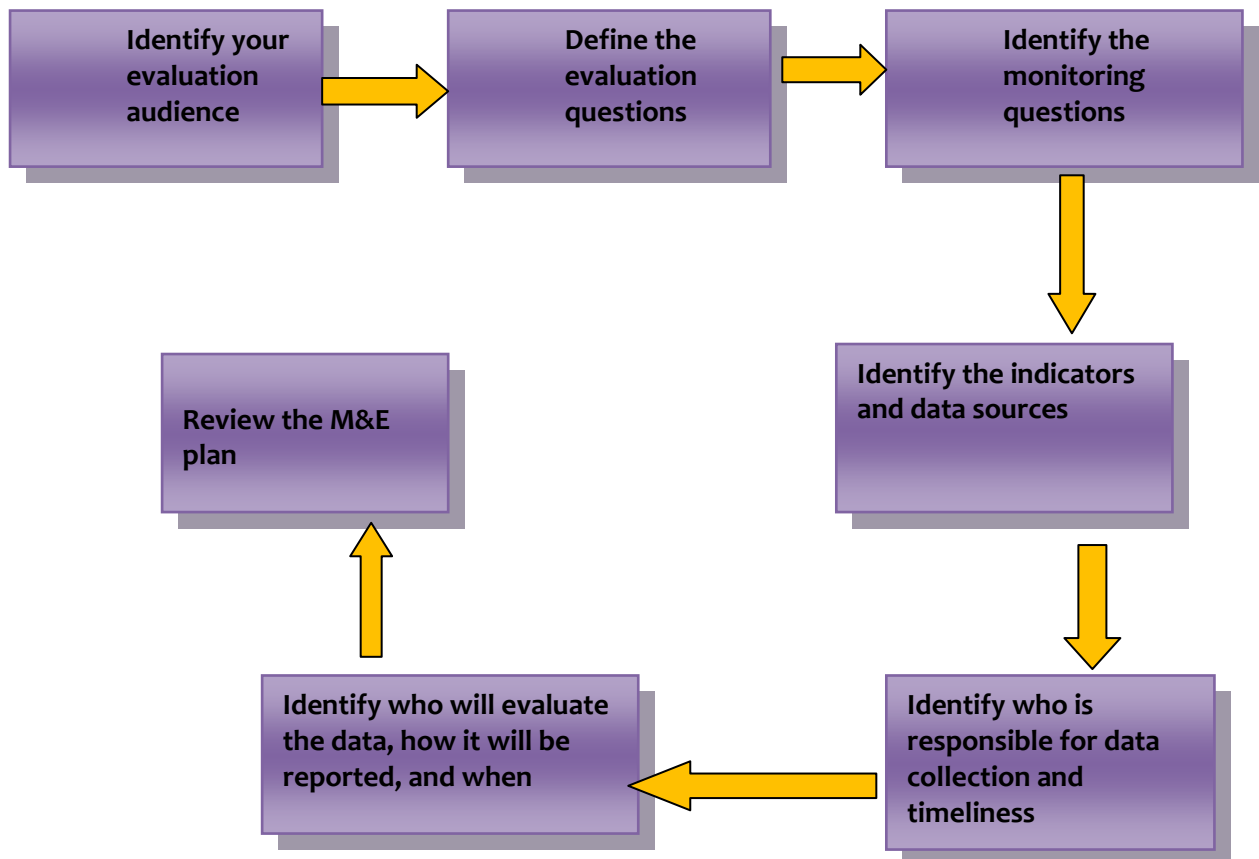 Identify your
evaluation
audience
Define the
evaluation
questions
Identify the
monitoring
questions
Identify the indicators
and data sources
Identify who is
responsible for data
collection and
timeliness
Identify who will evaluate
the data, how it will be
reported, and when
Review the M&E
plan